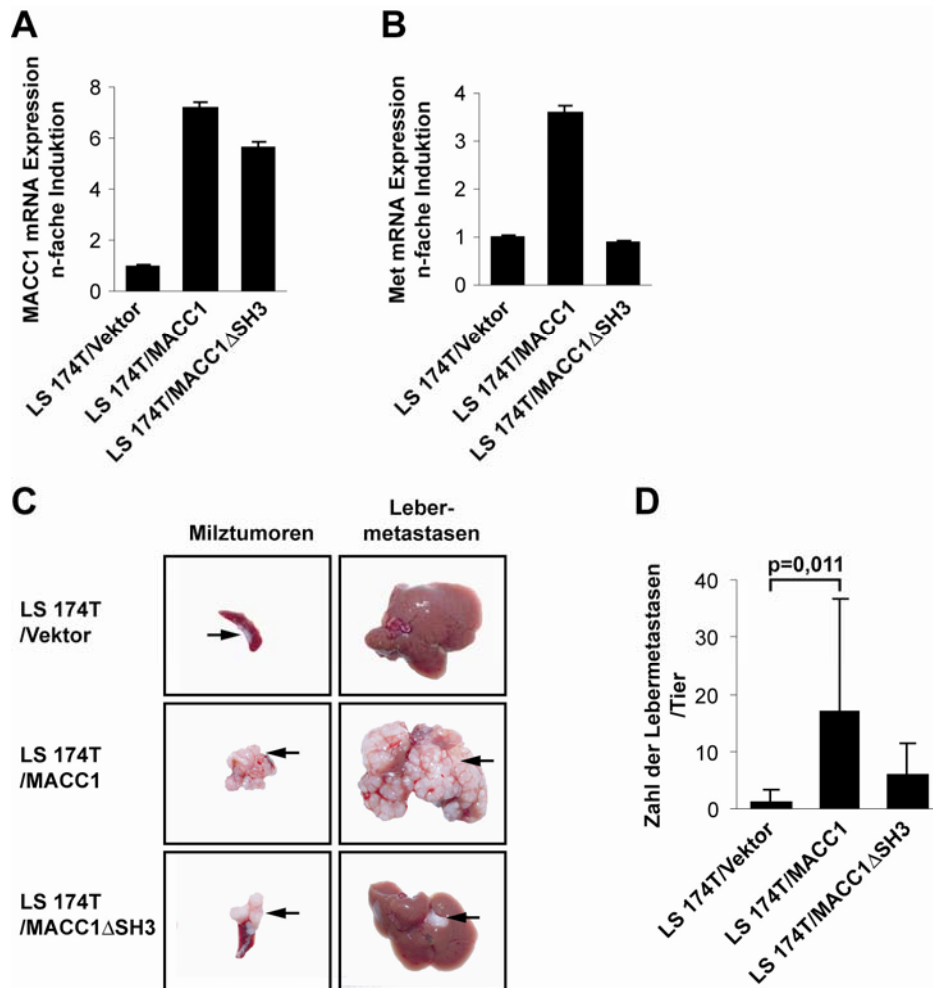 A
MACC1 mRNA Expression
n-fache Induktion
8
6
4
2
0
LS 174T/Vektor
LS 174T/MACC1
LS 174T/MACC1ΔSH3
B
Met mRNA Expression
n-fache Induktion
4
3
2
1
0
LS 174T/Vektor
LS 174T/MACC1
LS 174T/MACC1ΔSH3
C
Milztumoren
Leber-
metastasen
LS 174T
/Vektor
LS 174T
/MACC1
LS 174T
/MACC1ΔSH3
D
Zahl der Lebermetastasen
/Tier
p=0,011
40
30
20
10
0
LS 174T/Vektor
LS 174T/MACC1
LS 174T/MACC1ΔSH3